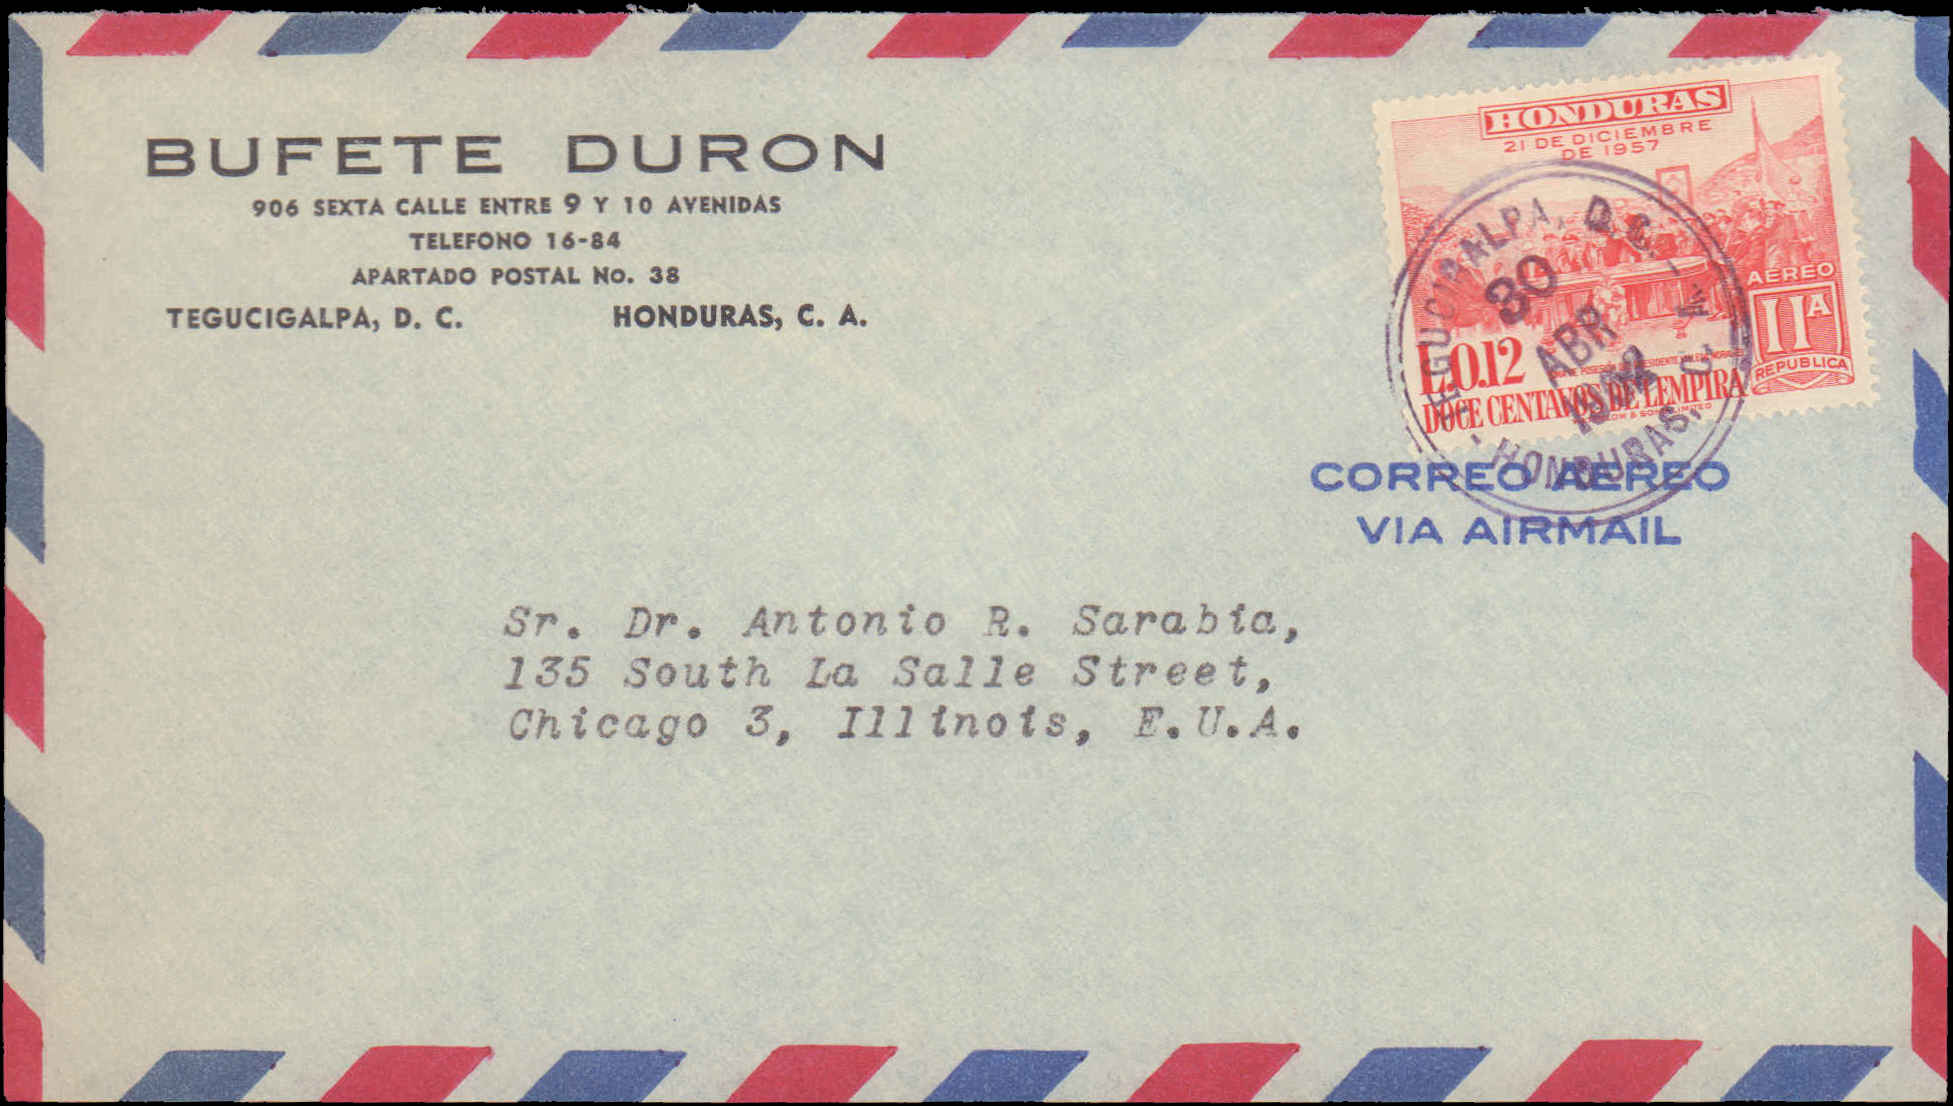 BUFETE DURON
906 SEXTA CALLE ENTRE 9 Y 10 AVENIDAS
TELEFONO 16-84
APARTADO POSTAL No. 38
TEGUCIGALPA, D. C. HONDURAS, C. A.
HONDURAS
21 DE DICIEMBRE
DE 1957
AEREO
IIA
REPUBLICA
L.0.12
DOCE CENTAVOS DE LEMPIRA
TEGUCIGALPA, D. C.
30
ABR
HONDURAS,
CORREO AEREO
VIA AIRMAIL
Sr. Dr. Antonio R. Sarabia,
135 South La Salle Street,
Chicago 3, Illinois, E.U.A.